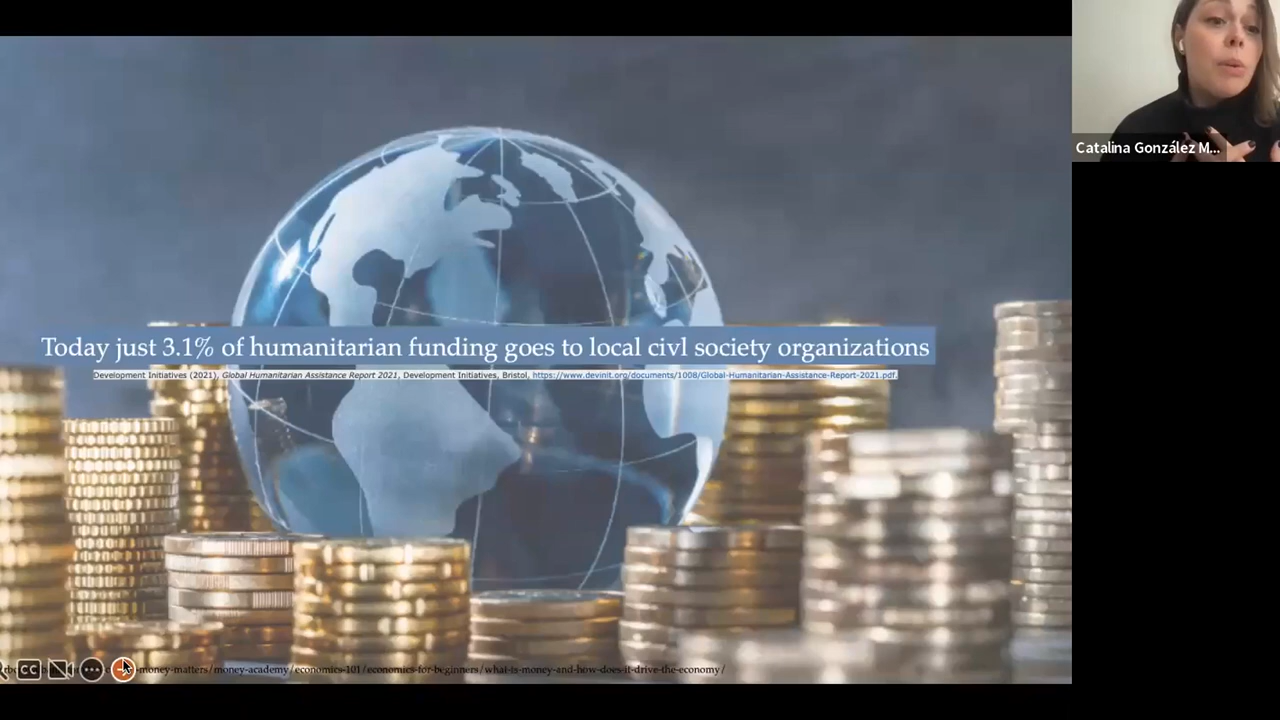 Today just 3.1% of humanitarian funding goes to local civl society organizations
Development Initiatives (2021), Global Humanitarian Assistance Report 2021, Development Initiatives, Bristol, https://www.devinit.org/documents/1008/Global-Humanitarian-Assistance-Report-2021.pdf.
Catalina González M...
CC
-money-matters/money-academy/economics-101/economics-for-beginners/what-is-money-and-how-does-it-drive-the-economy/